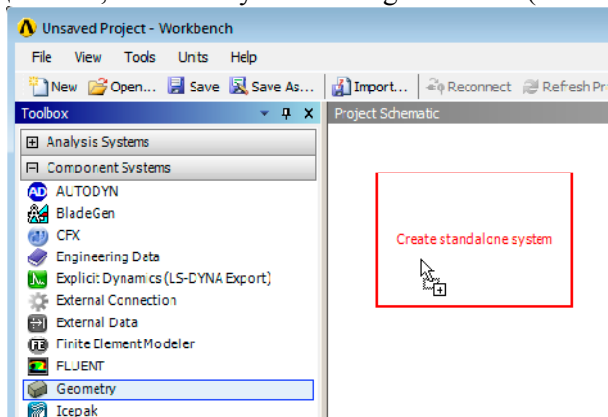 Unsaved Project - Workbench
File View Tools Units Help
New Open... Save Save As... Import... Reconnect Refresh Pr
Toolbox
Project Schematic
Analysis Systems
Component Systems
AUTODYN
BladeGen
CFX
Engineering Data
Explicit Dynamics (LS-DYNA Export)
External Connection
External Data
Finite Element Modeler
FLUENT
Geometry
Icepak
Create standalone system